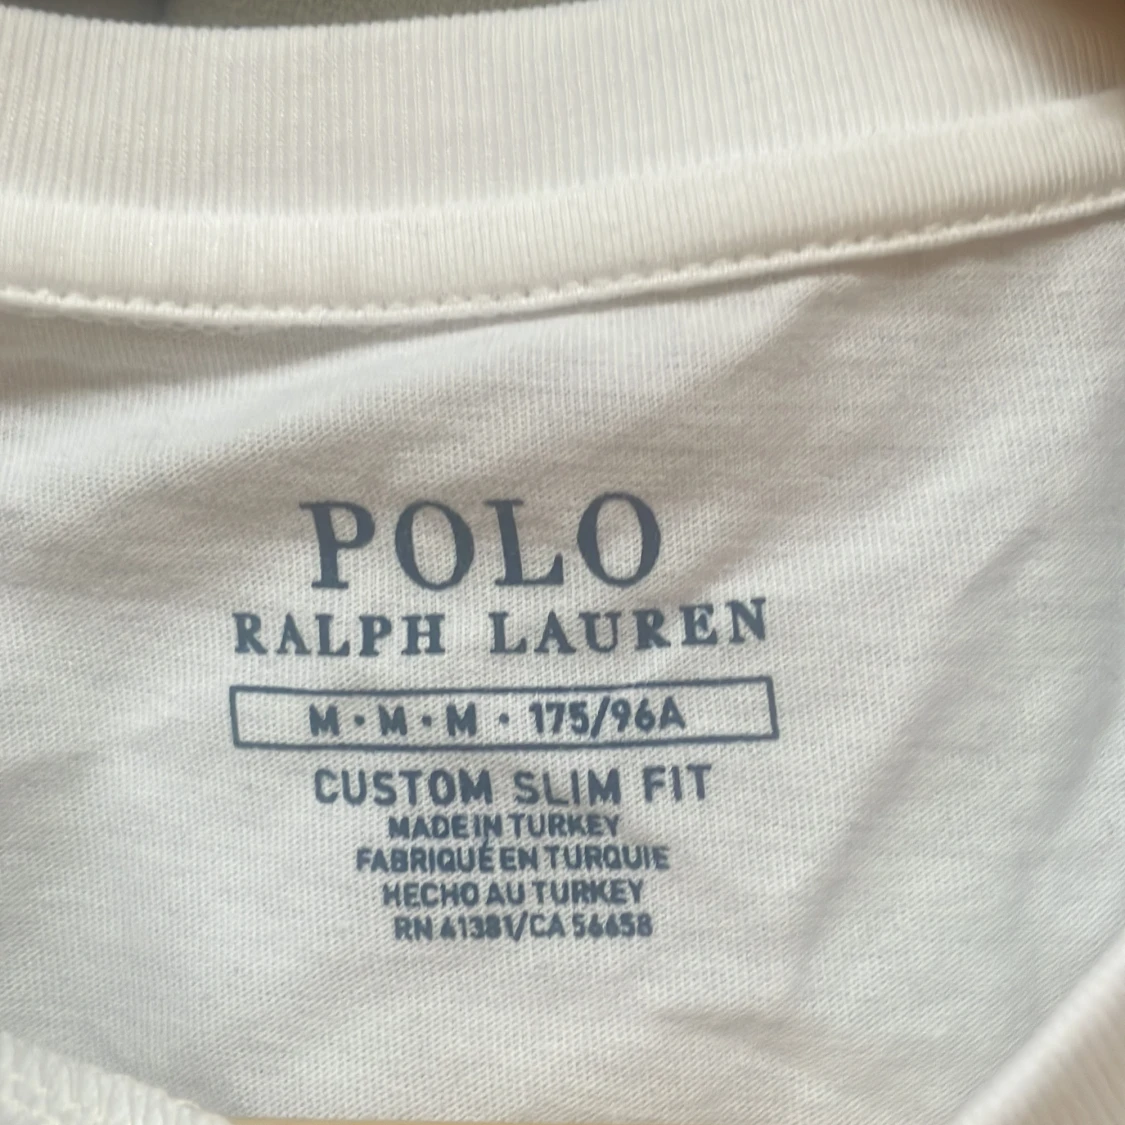 POLO
RALPH LAUREN
M • M • M • 175/96A
CUSTOM SLIM FIT
MADE IN TURKEY
FABRIQUÉ EN TURQUIE
HECHO AU TURKEY
RN 41381/CA 56658